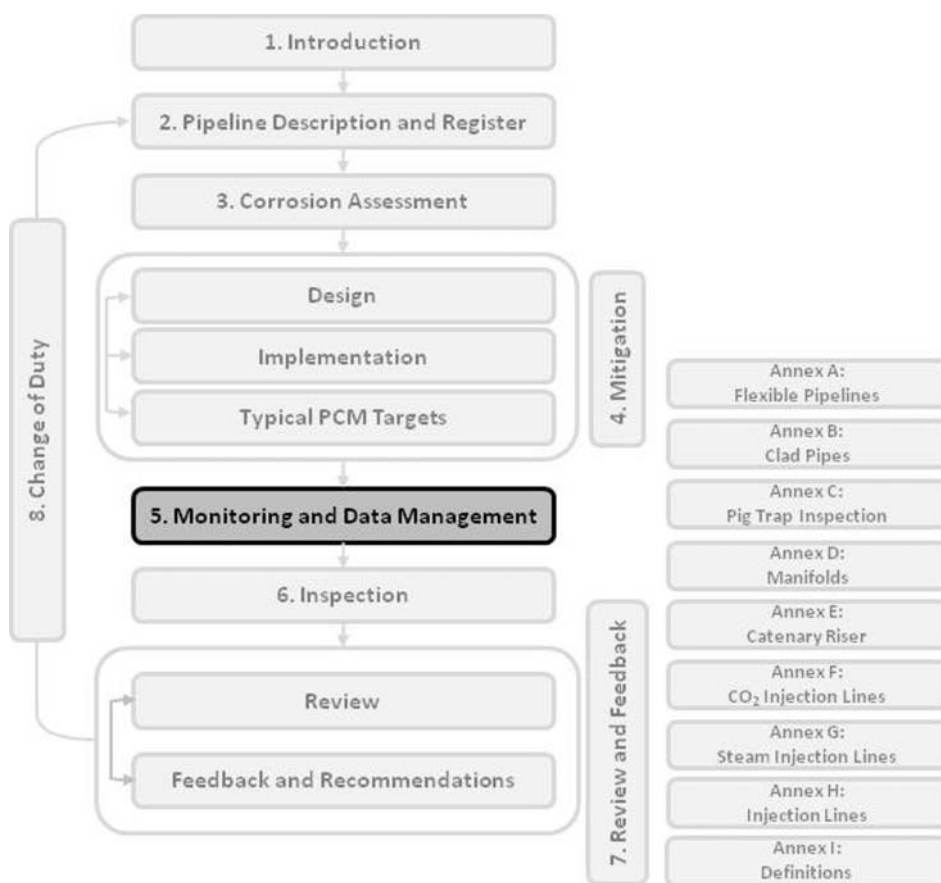 1. Introduction
2. Pipeline Description and Register
3. Corrosion Assessment
Design
Implementation
Typical PCM Targets
4. Mitigation
5. Monitoring and Data Management
6. Inspection
Review
Feedback and Recommendations
7. Review and Feedback
8. Change of Duty
Annex A:
Flexible Pipelines
Annex B:
Clad Pipes
Annex C:
Pig Trap Inspection
Annex D:
Manifolds
Annex E:
Catenary Riser
Annex F:
CO₂ Injection Lines
Annex G:
Steam Injection Lines
Annex H:
Injection Lines
Annex I:
Definitions